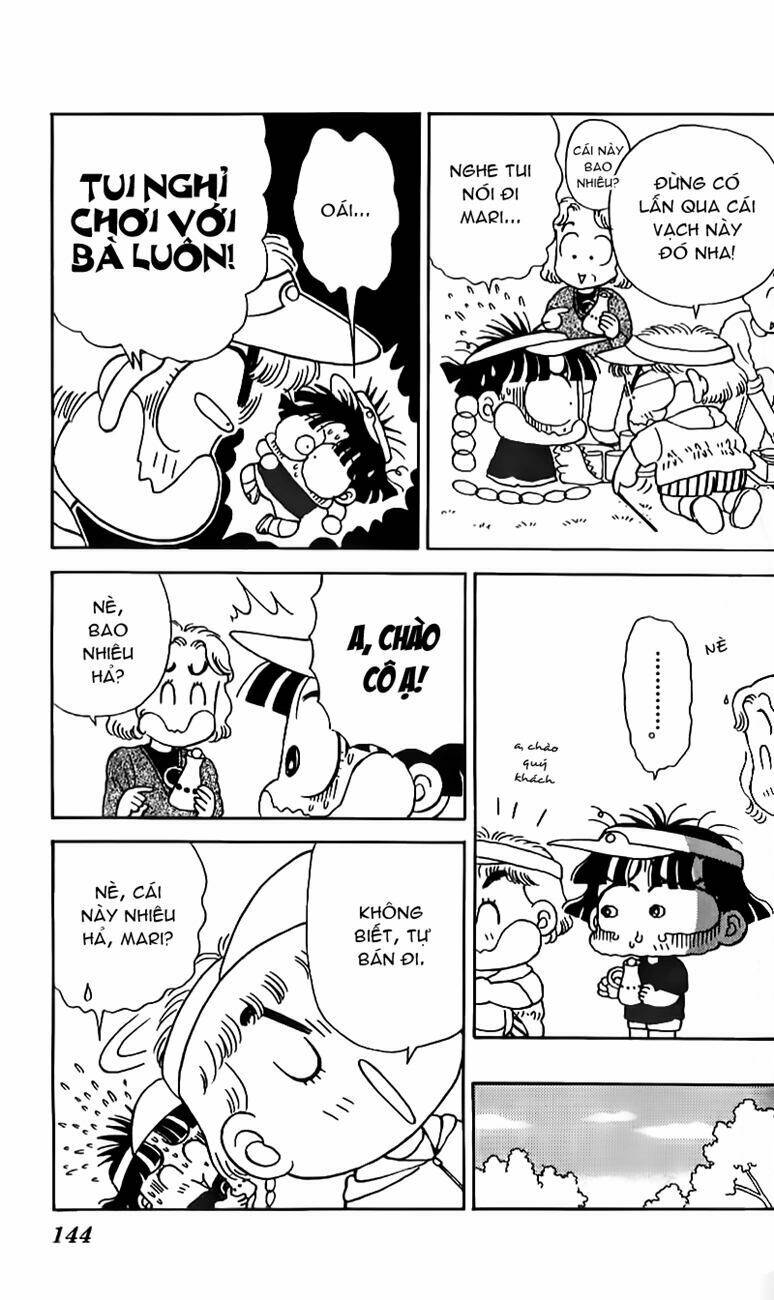 ĐỪNG CÓ
LẤN QUA CÁI
VẠCH NÀY
ĐÓ NHA!
CÁI NÀY
BAO
NHIÊU?
NGHE TUI
NÓI ĐI
MARI...
OÁI...
TUI NGHỈ
CHƠI VỚI
BÀ LUÔN!
NÈ
a, chào
quý
khách
A, CHÀO
CÔ Ạ!
NÈ,
BAO
NHIÊU
HẢ?
KHÔNG
BIẾT, TỰ
BÁN ĐI.
NÈ, CÁI
NÀY NHIÊU
HẢ, MARI?
144